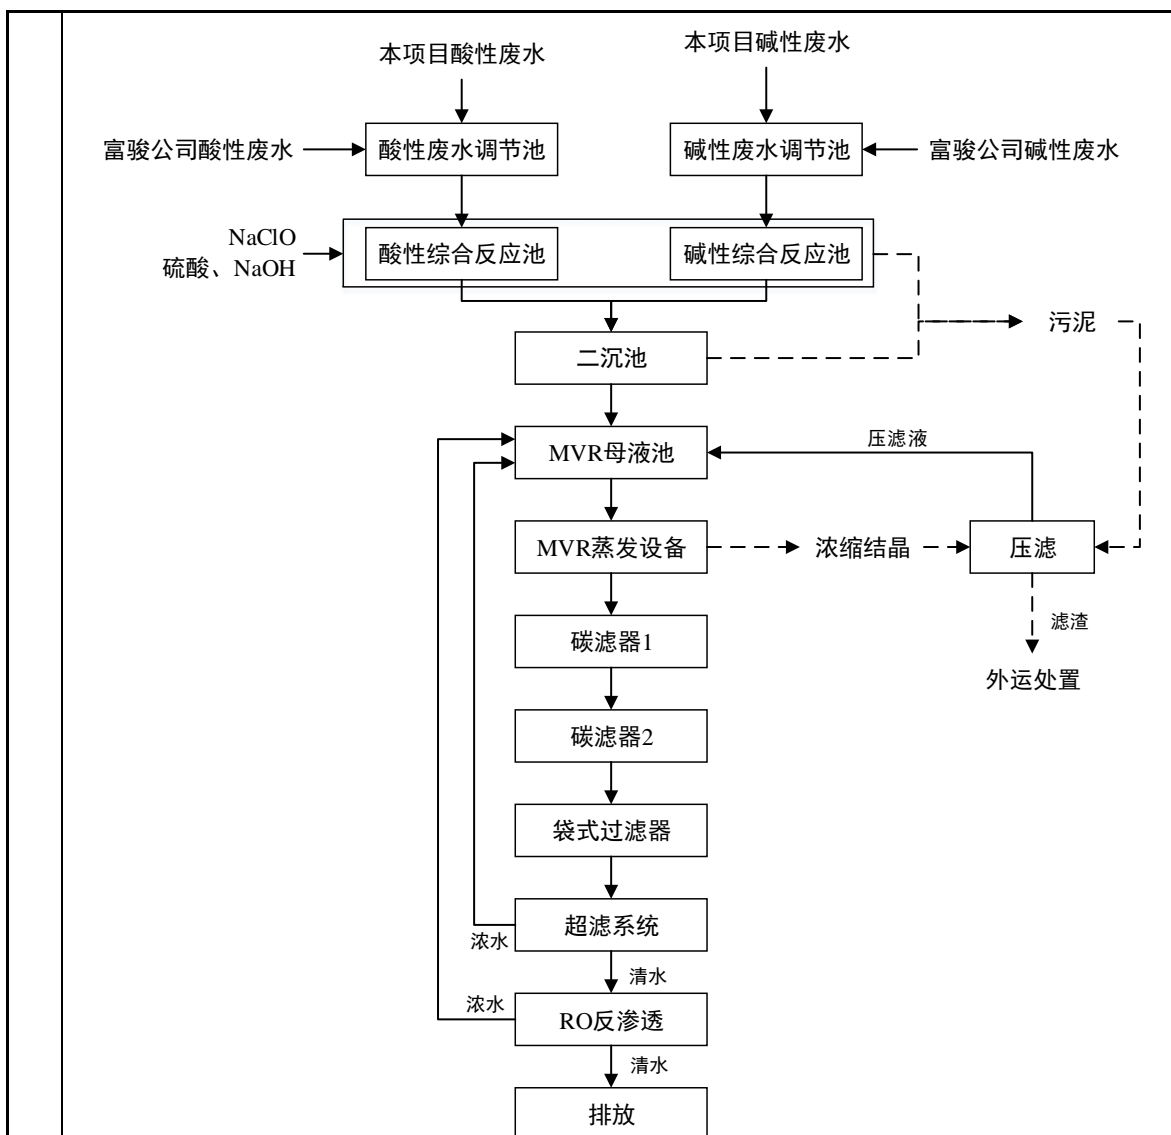 本项目酸性废水
本项目碱性废水
富骏公司酸性废水
酸性废水调节池
碱性废水调节池
富骏公司碱性废水
NaClO
硫酸、NaOH
酸性综合反应池
碱性综合反应池
污泥
二沉池
压滤液
MVR母液池
MVR蒸发设备
浓缩结晶
压滤
滤渣
碳滤器1
外运处置
碳滤器2
袋式过滤器
超滤系统
浓水
清水
浓水
RO反渗透
清水
排放